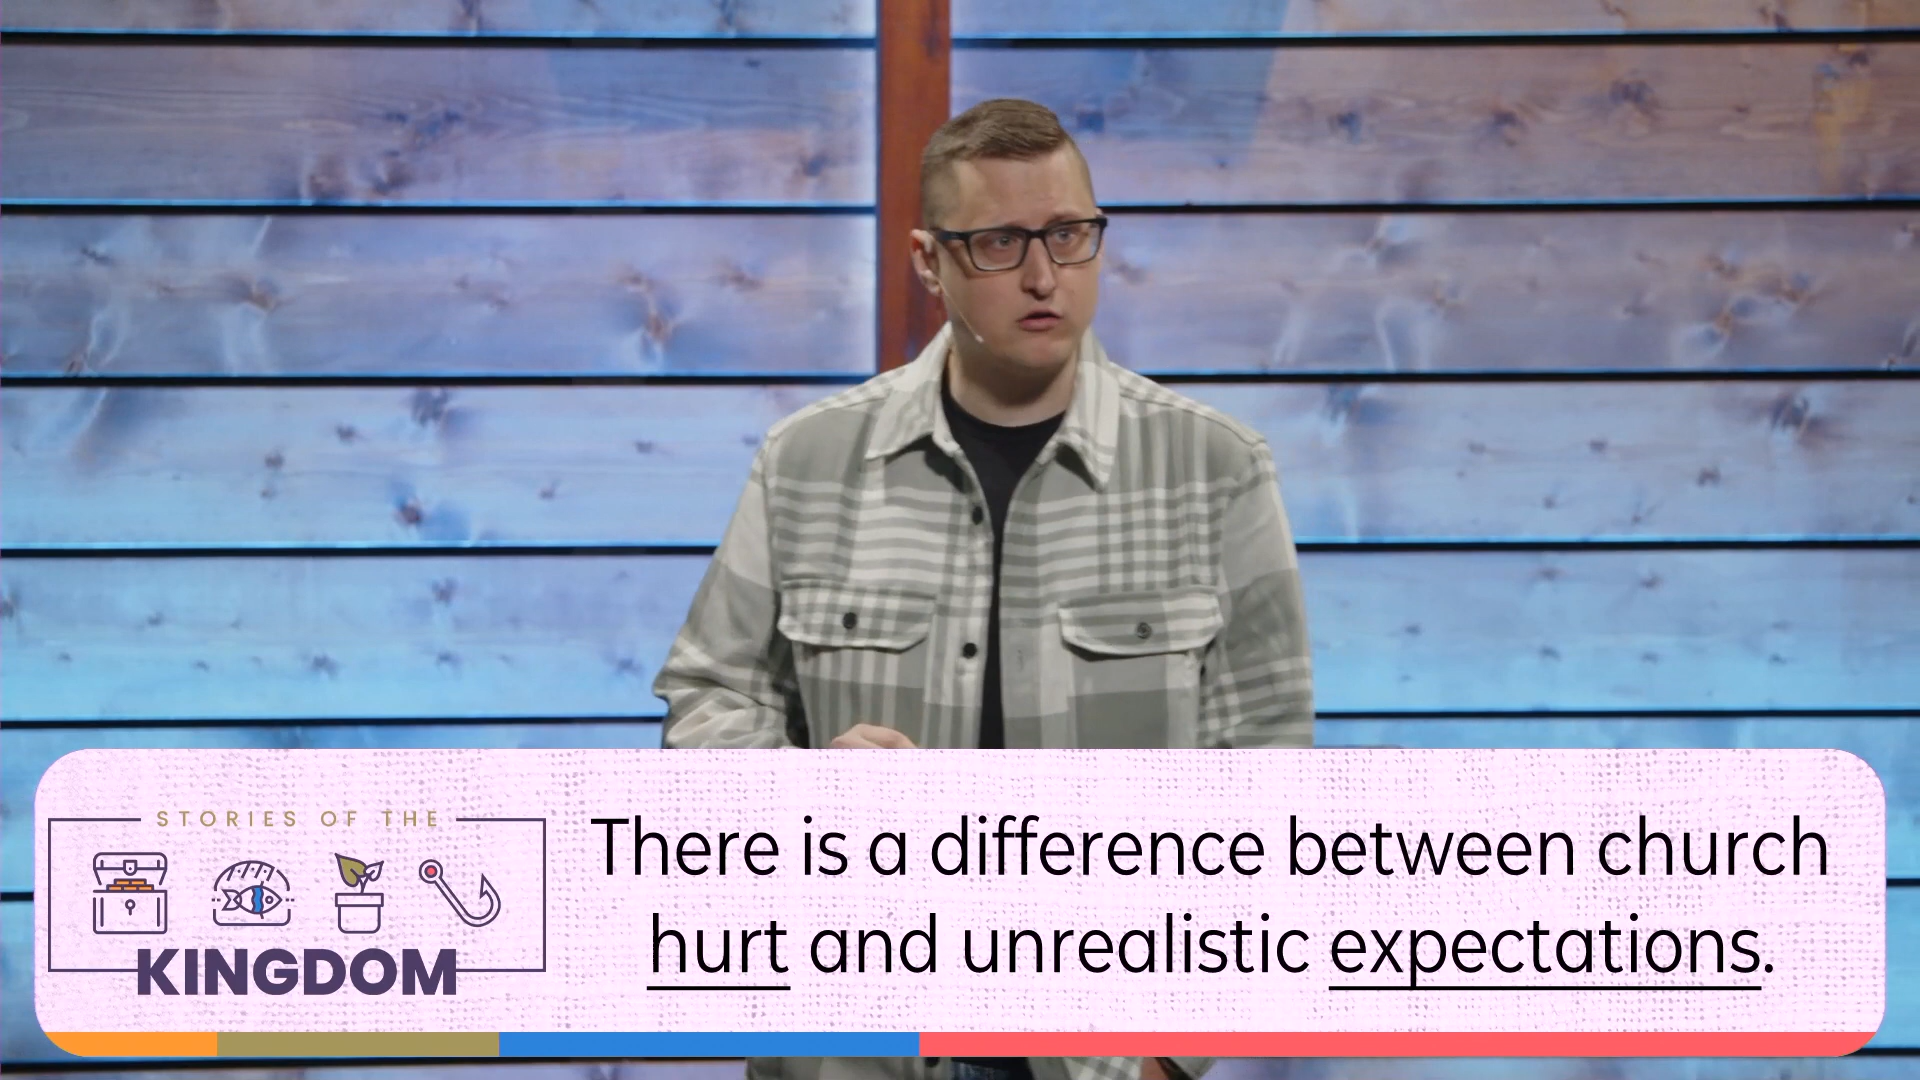 STORIES OF THE
KINGDOM
There is a difference between church
hurt and unrealistic expectations.